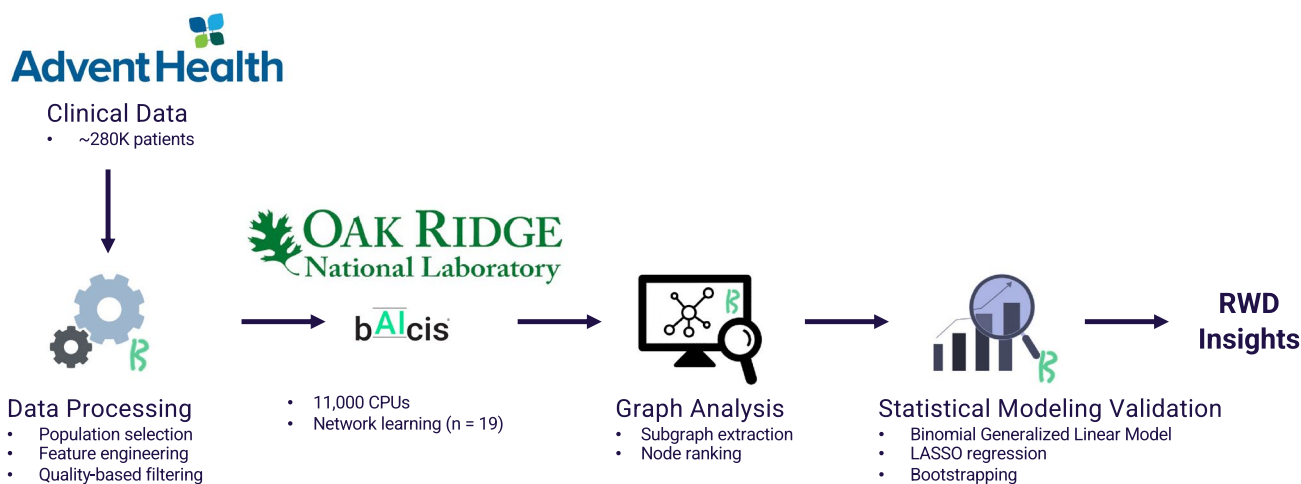 AdventHealth
Clinical Data
• ~280K patients
OAK RIDGE
National Laboratory
bAIcis
RWD
Insights
Data Processing
• Population selection
• Feature engineering
• Quality-based filtering
• 11,000 CPUs
• Network learning (n = 19)
Graph Analysis
• Subgraph extraction
• Node ranking
Statistical Modeling Validation
• Binomial Generalized Linear Model
• LASSO regression
• Bootstrapping